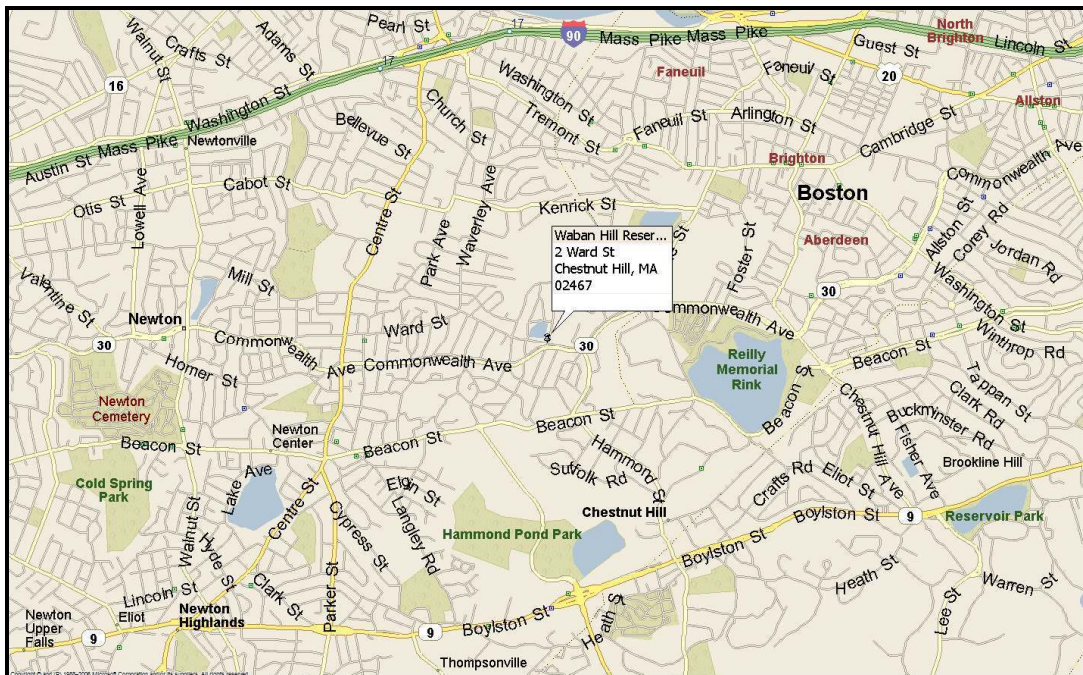 Pearl St
17
90
Mass Pike Mass Pike
North
Brighton
Lincoln St
Walnut St
Crafts St
Adams St
17
Guest St
16
Washington St
Faneuil
Faneuil St
20
Washington St
Church St
Tremont St
Faneuil St
Arlington St
Allston
Bellevue St
Newtonville
Austin St Mass Pike
Brighton
Cambridge St
Commonwealth Ave
Otis St
Lowell Ave
Cabot St
Centre St
Park Ave
Waverley Ave
Kenrick St
Boston
Waban Hill Reser...
2 Ward St
Chestnut Hill, MA
02467
St
Foster St
Aberdeen
Allston St
Corey Rd
Jordan Rd
Valentine St
Mill St
30
Washington St
Newton
Ward St
Commonwealth Ave
30
Commonwealth Ave Commonwealth Ave
30
Beacon St
Winthrop Rd
Homer St
Reilly
Memorial
Rink
Beacon St
Tappan St
Clark Rd
Newton
Cemetery
Chestnut Hill Ave
Buckminster Rd
Fisher Ave
Beacon St
Newton
Center
Beacon St
Beacon St
Beacon St
Hammond St
Suffolk Rd
Crafts Rd
Eliot St
Brookline Hill
Cold Spring
Park
Lake Ave
Elgin St
Langley Rd
Centre St
Cypress St
Walnut St
Hyde St
Hammond Pond Park
Chestnut Hill
Boylston St
9
Reservoir Park
Boylston St
Heath St
Warren St
Lincoln St
Clark St
Parker St
Lee St
Newton
Upper
Falls
Eliot
9
Newton
Highlands
9
Boylston St
Heath St
Thompsonville